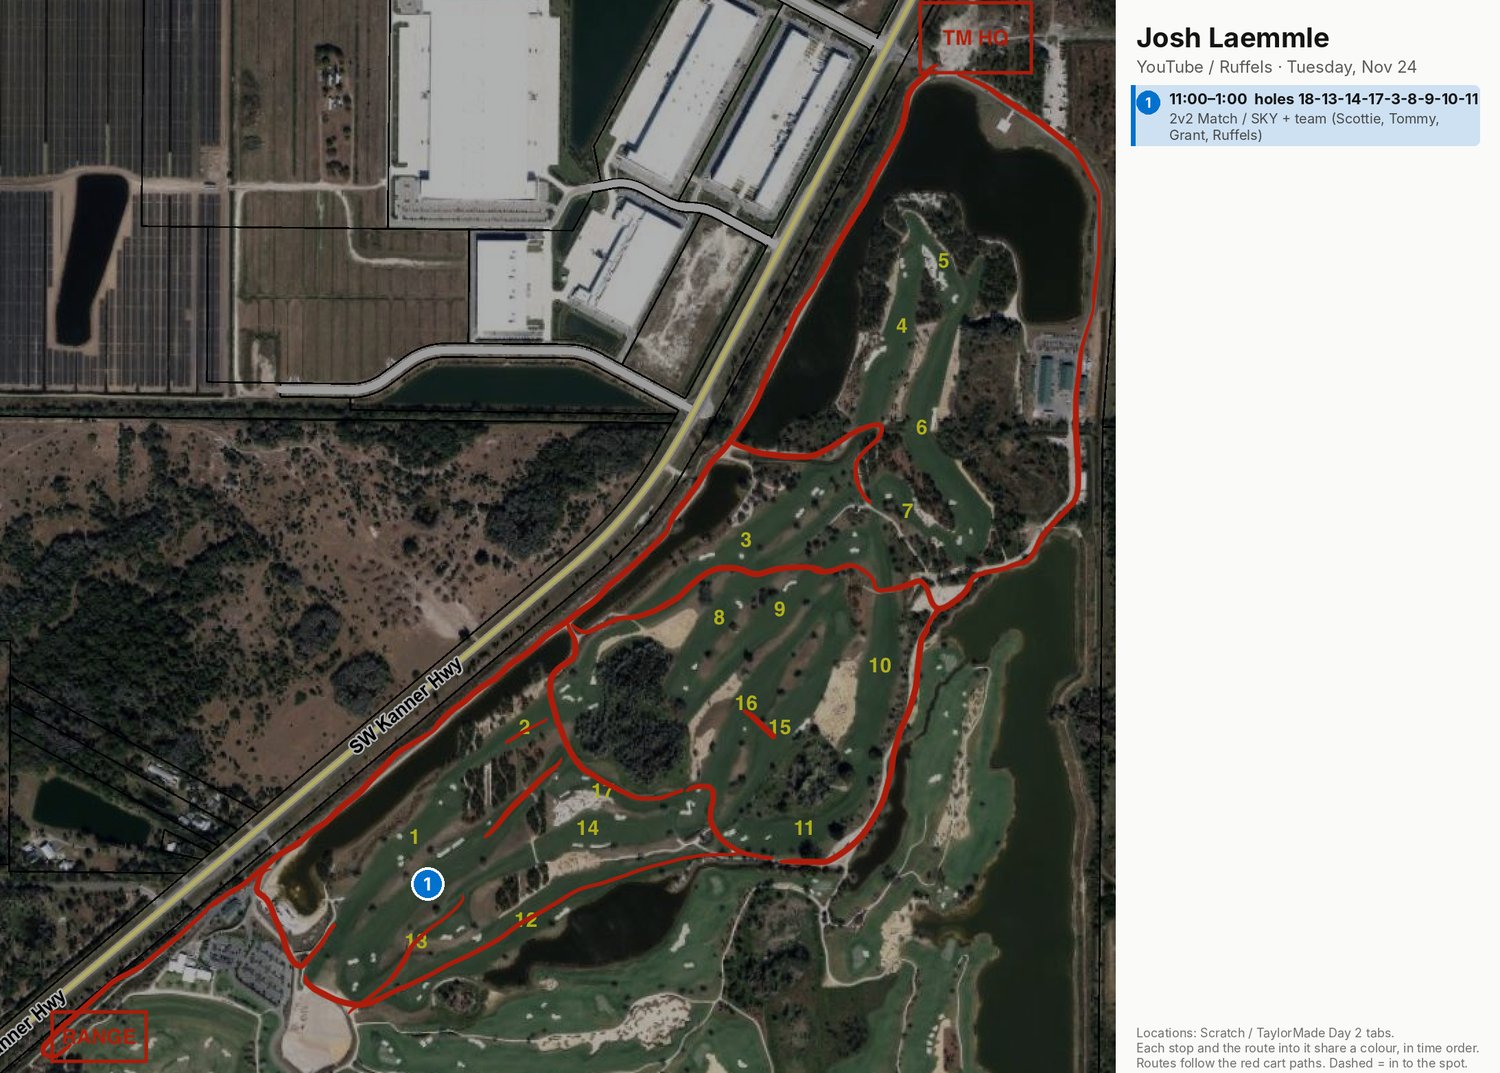 Josh Laemmle
YouTube / Ruffels · Tuesday, Nov 24
1
11:00–1:00 holes 18-13-14-17-3-8-9-10-11
2v2 Match / SKY + team (Scottie, Tommy,
Grant, Ruffels)
TM HQ
5
4
6
7
3
8
9
10
16
15
2
17
14
11
1
1
12
13
SW Kanner Hwy
nner Hwy
RANGE
Locations: Scratch / TaylorMade Day 2 tabs.
Each stop and the route into it share a colour, in time order.
Routes follow the red cart paths. Dashed = in to the spot.